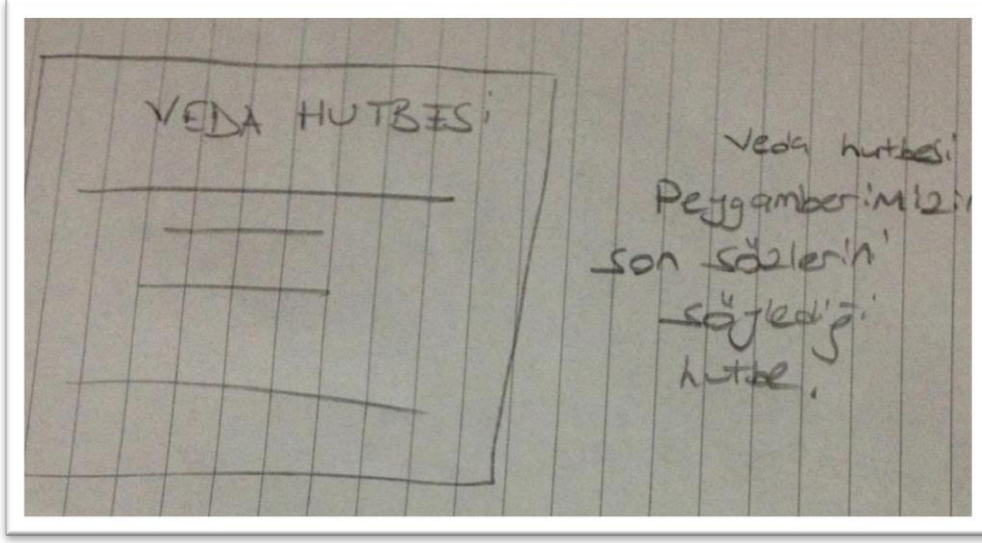 VEDA HUTBESİ
Veda hutbesi
Peygamberimizin
son sözlerini
söylediği
hutbe.